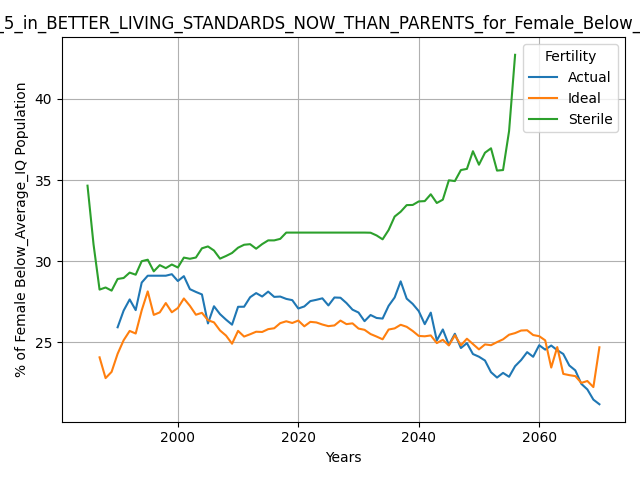 _5_in_BETTER_LIVING_STANDARDS_NOW_THAN_PARENTS_for_Female_Below_
Fertility
Actual
Ideal
Sterile
% of Female Below_Average_IQ Population
40
35
30
25
2000
2020
2040
2060
Years